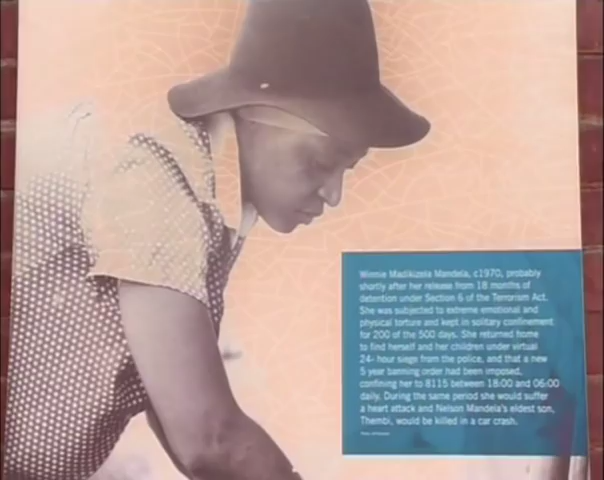 Winnie Madikizela Mandela, c1970, probably
shortly after her release from 18 months of
detention under Section 6 of the Terrorism Act.
She was subjected to extreme emotional and
physical torture and kept in solitary confinement
for 200 of the 500 days. She returned home
to find herself and her children under virtual
24- hour siege from the police, and that a new
5 year banning order had been imposed,
confining her to 8115 between 18:00 and 06:00
daily. During the same period she would suffer
a heart attack and Nelson Mandela's eldest son,
Thembi, would be killed in a car crash.